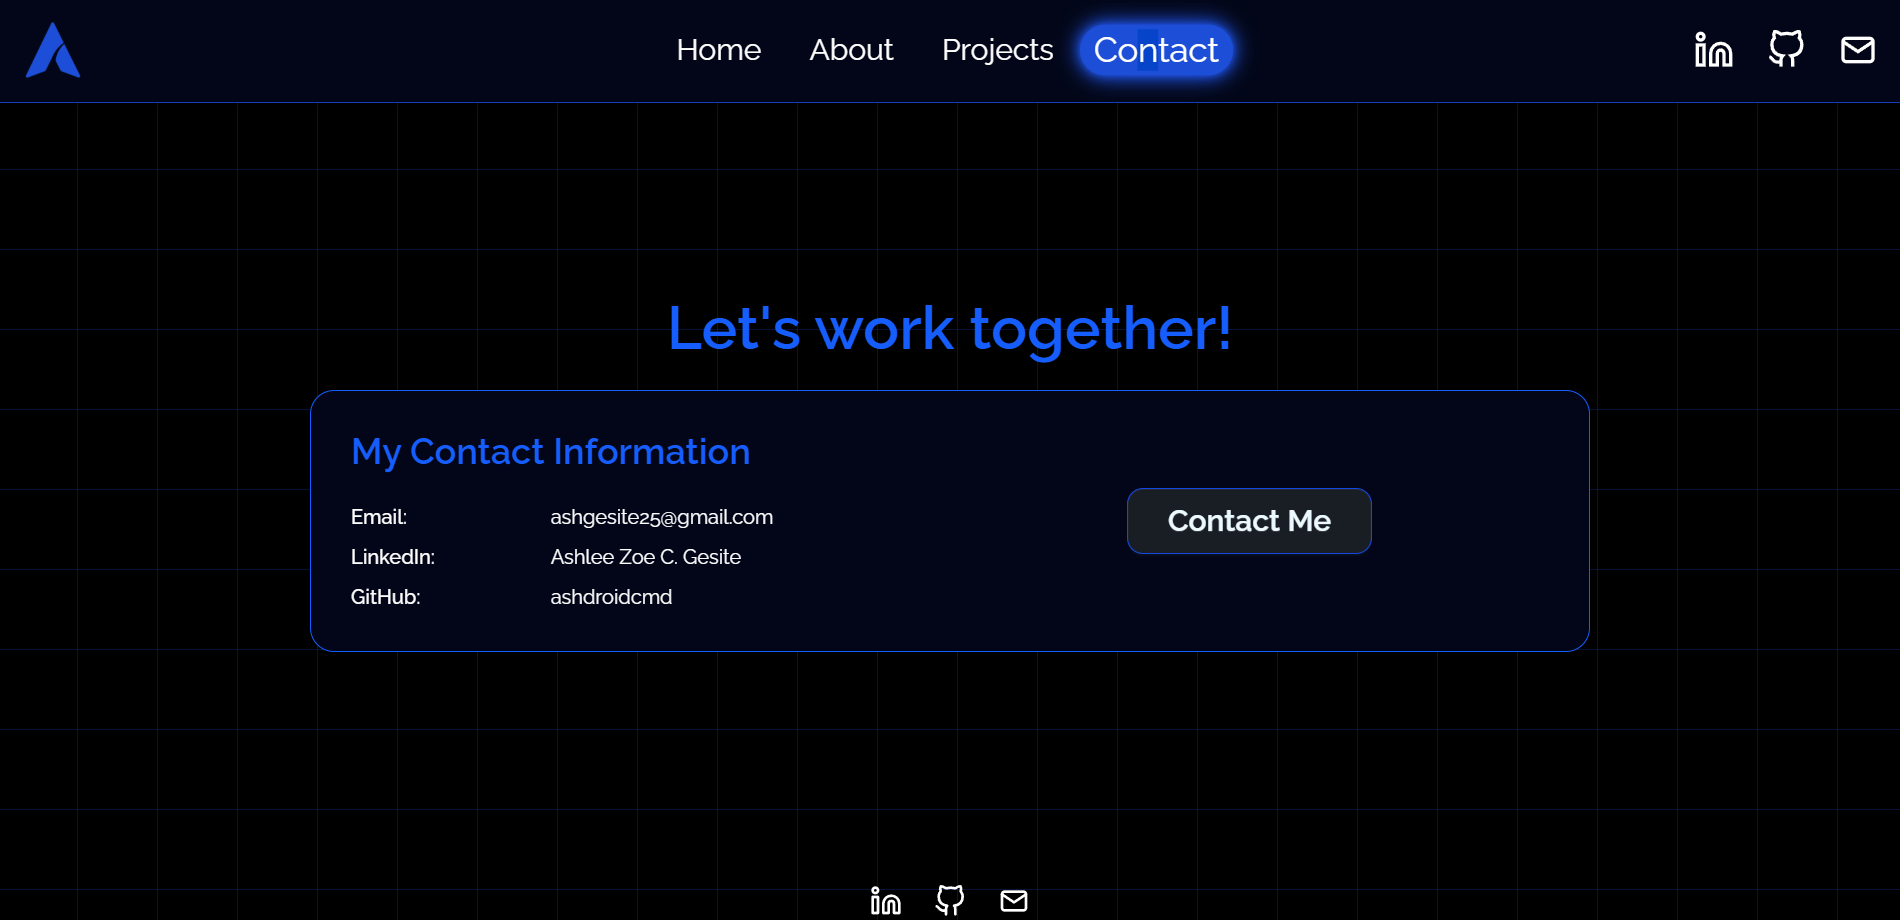 Home About Projects Contact
Let's work together!
My Contact Information
Email: ashgesite25@gmail.com
LinkedIn: Ashlee Zoe C. Gesite
GitHub: ashdroidcmd
Contact Me